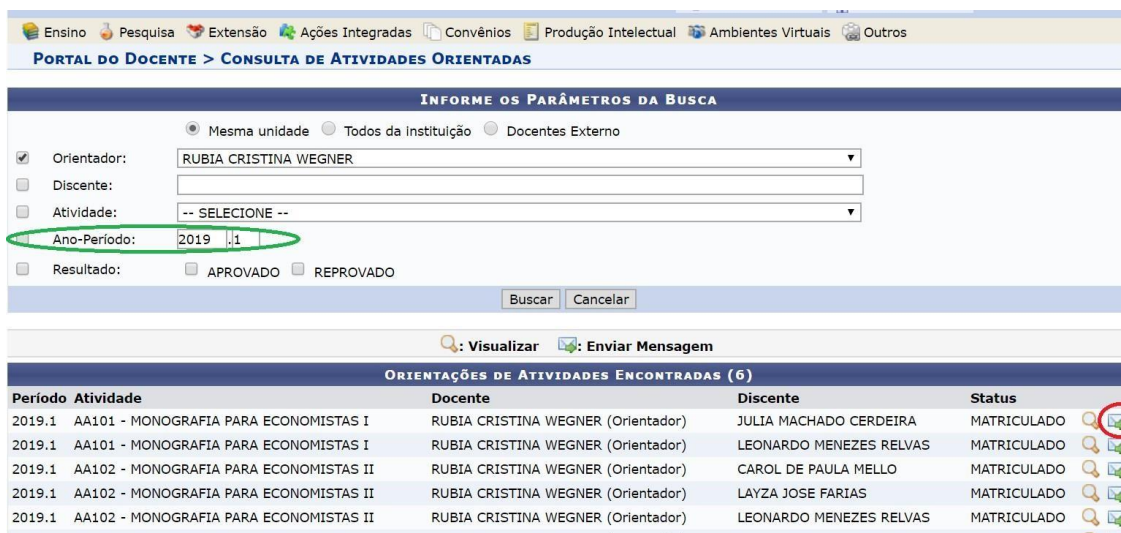 Ensino Pesquisa Extensão Ações Integradas Convênios Produção Intelectual Ambientes Virtuais Outros
PORTAL DO DOCENTE > CONSULTA DE ATIVIDADES ORIENTADAS
INFORME OS PARÂMETROS DA BUSCA
Mesma unidade Todos da instituição Docentes Externo
Orientador: RUBIA CRISTINA WEGNER
Discente:
Atividade: -- SELECIONE --
Ano-Período: 2019 .1
Resultado: APROVADO REPROVADO
Buscar Cancelar
: Visualizar : Enviar Mensagem
ORIENTAÇÕES DE ATIVIDADES ENCONTRADAS (6)
Período Atividade Docente Discente Status
2019.1 AA101 - MONOGRAFIA PARA ECONOMISTAS I RUBIA CRISTINA WEGNER (Orientador) JULIA MACHADO CERDEIRA MATRICULADO
2019.1 AA101 - MONOGRAFIA PARA ECONOMISTAS I RUBIA CRISTINA WEGNER (Orientador) LEONARDO MENEZES RELVAS MATRICULADO
2019.1 AA102 - MONOGRAFIA PARA ECONOMISTAS II RUBIA CRISTINA WEGNER (Orientador) CAROL DE PAULA MELLO MATRICULADO
2019.1 AA102 - MONOGRAFIA PARA ECONOMISTAS II RUBIA CRISTINA WEGNER (Orientador) LAYZA JOSE FARIAS MATRICULADO
2019.1 AA102 - MONOGRAFIA PARA ECONOMISTAS II RUBIA CRISTINA WEGNER (Orientador) LEONARDO MENEZES RELVAS MATRICULADO